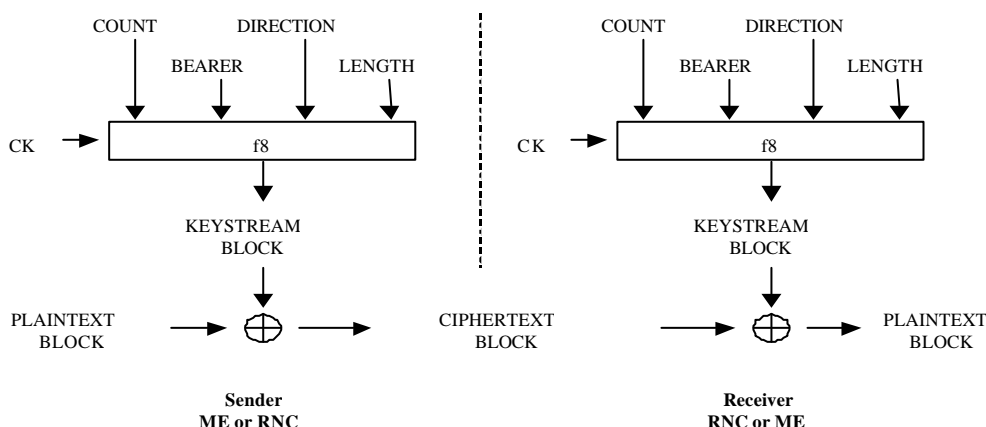 COUNT DIRECTION COUNT DIRECTION
BEARER LENGTH BEARER LENGTH
CK f8 CK f8
KEYSTREAM KEYSTREAM
BLOCK BLOCK
PLAINTEXT CIPHERTEXT PLAINTEXT
BLOCK BLOCK BLOCK
Sender Receiver
ME or RNC RNC or ME